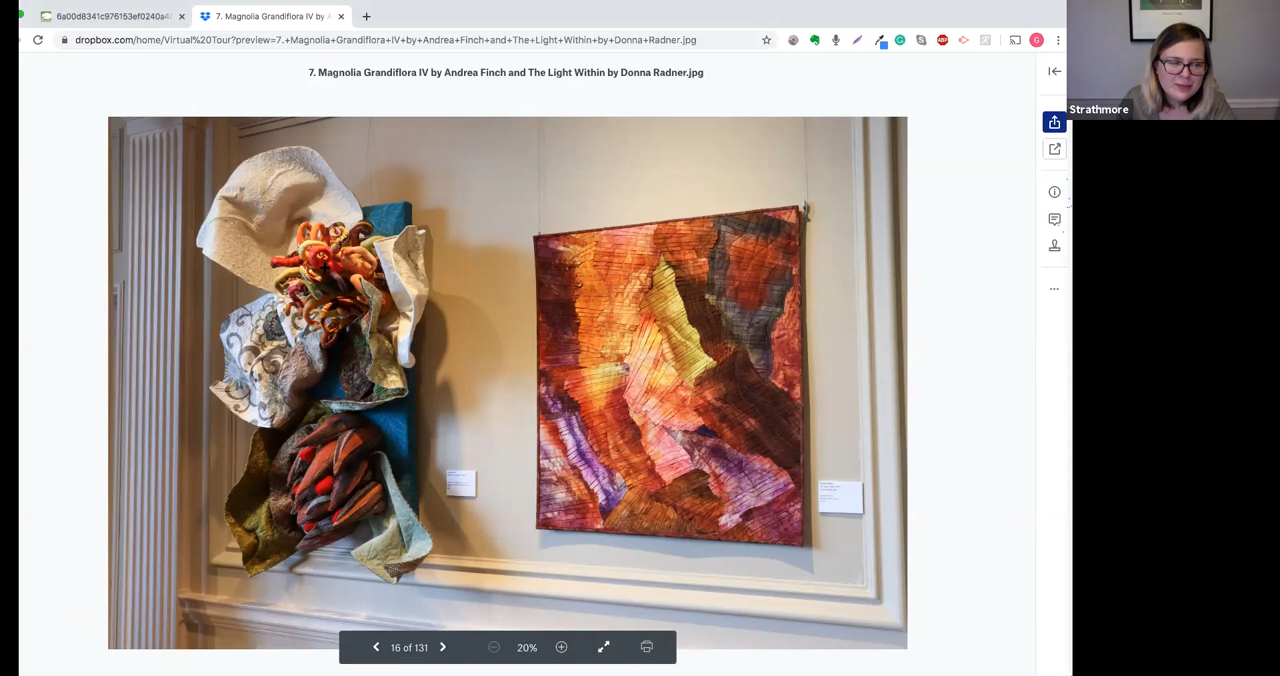 6a00d8341c976153ef0240a4
7. Magnolia Grandiflora IV by A
dropbox.com/home/Virtual%20Tour?preview=7.+Magnolia+Grandiflora+IV+by+Andrea+Finch+and+The+Light+Within+by+Donna+Radner.jpg
ABP
G
7. Magnolia Grandiflora IV by Andrea Finch and The Light Within by Donna Radner.jpg
Strathmore
16 of 131
20%